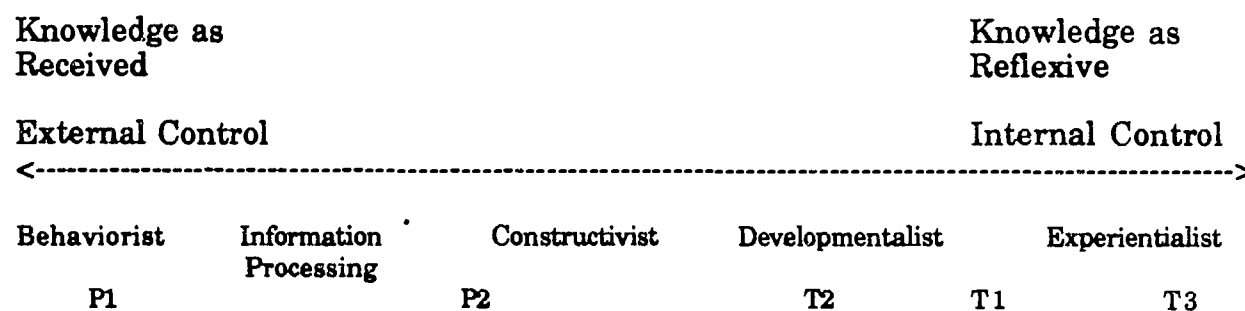 Knowledge as Knowledge as
Received Reflexive
External Control Internal Control
<--------------------------------------------------------------------------------------------------->
Behaviorist Information Constructivist Developmentalist Experientialist
Processing
P1 P2 T2 T1 T3